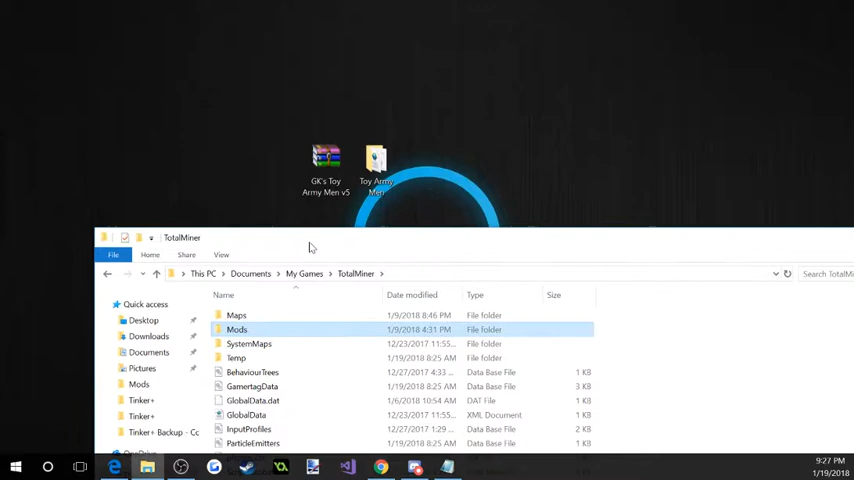 GK's Toy
Army Men v5
Toy Army
Men
TotalMiner
File Home Share View
This PC Documents My Games TotalMiner
Search TotalMi
Name Date modified Type Size
Quick access
Desktop
Downloads
Documents
Pictures
Mods
Tinker+
Tinker+
Tinker Backup - Cc
Maps 1/9/2018 8:46 PM File folder
Mods 1/9/2018 4:31 PM File folder
SystemMaps 12/23/2017 11:55... File folder
Temp 1/19/2018 8:25 AM File folder
BehaviourTrees 12/27/2017 4:33 ... Data Base File 1 KB
GamertagData 1/19/2018 8:25 AM Data Base File 3 KB
GlobalData.dat 1/6/2018 10:54 AM DAT File 1 KB
GlobalData 12/23/2017 11:55... XML Document 1 KB
InputProfiles 12/27/2017 1:29 ... Data Base File 2 KB
ParticleEmitters 1/19/2018 8:25 AM Data Base File 1 KB
9:27 PM
1/19/2018